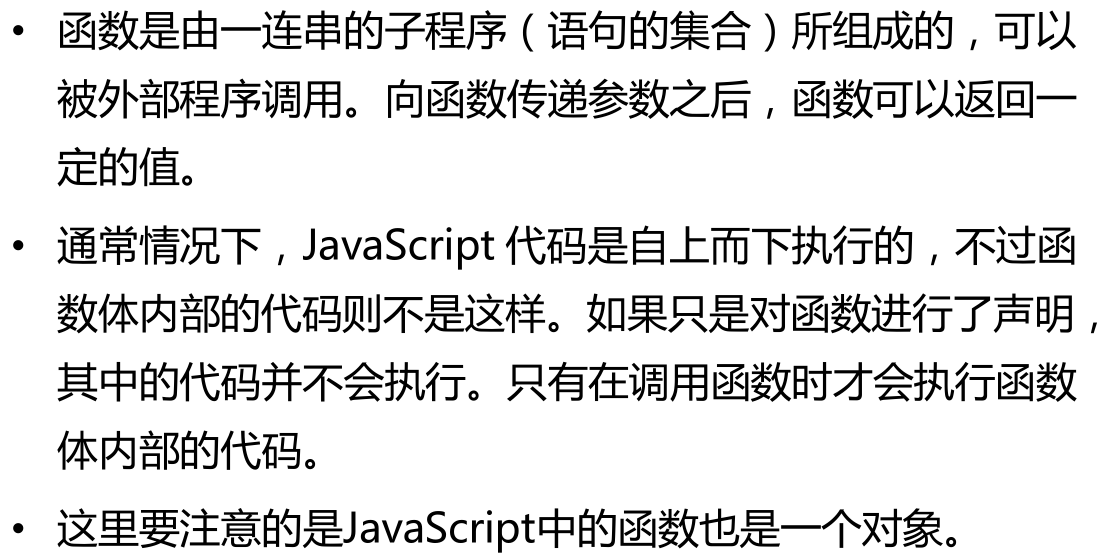 • 函数是由一连串的子程序（语句的集合）所组成的，可以
被外部程序调用。向函数传递参数之后，函数可以返回一
定的值。
• 通常情况下，JavaScript 代码是自上而下执行的，不过函
数体内部的代码则不是这样。如果只是对函数进行了声明，
其中的代码并不会执行。只有在调用函数时才会执行函数
体内部的代码。
• 这里要注意的是JavaScript中的函数也是一个对象。